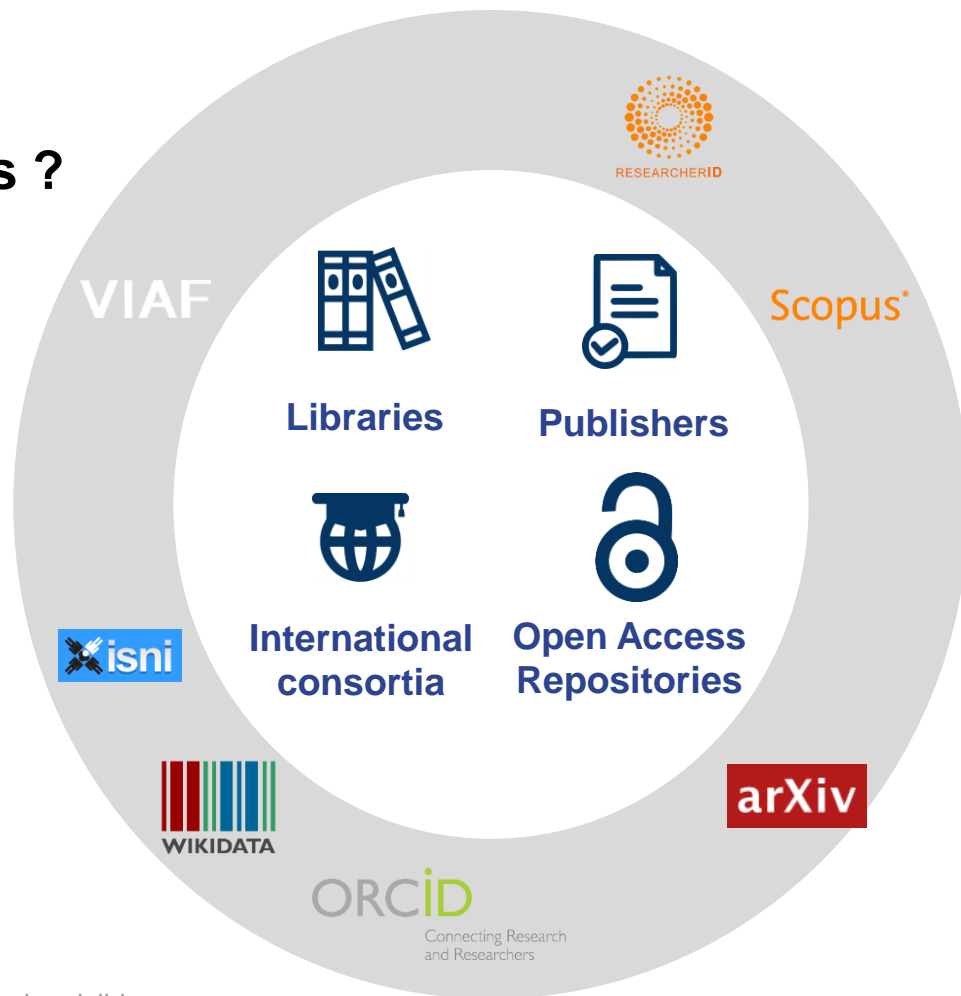 s ?
RESEARCHERID
VIAF
Scopus®
Libraries
Publishers
International
consortia
Open Access
Repositories
isni
arXiv
WIKIDATA
ORCiD
Connecting Research
and Researchers